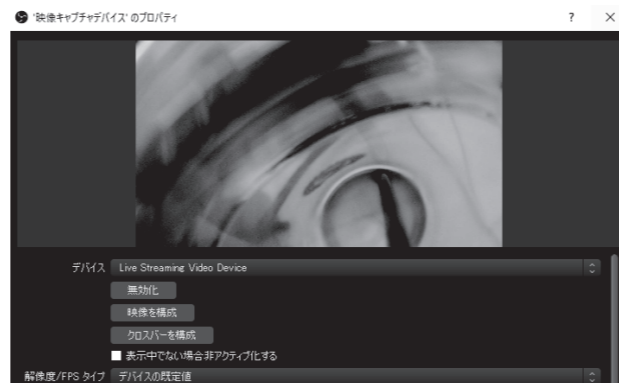 '映像キャプチャデバイス' のプロパティ ? ×
デバイス Live Streaming Video Device
無効化
映像を構成
クロスバーを構成
表示中でない場合非アクティブ化する
解像度/FPS タイプ デバイスの既定値